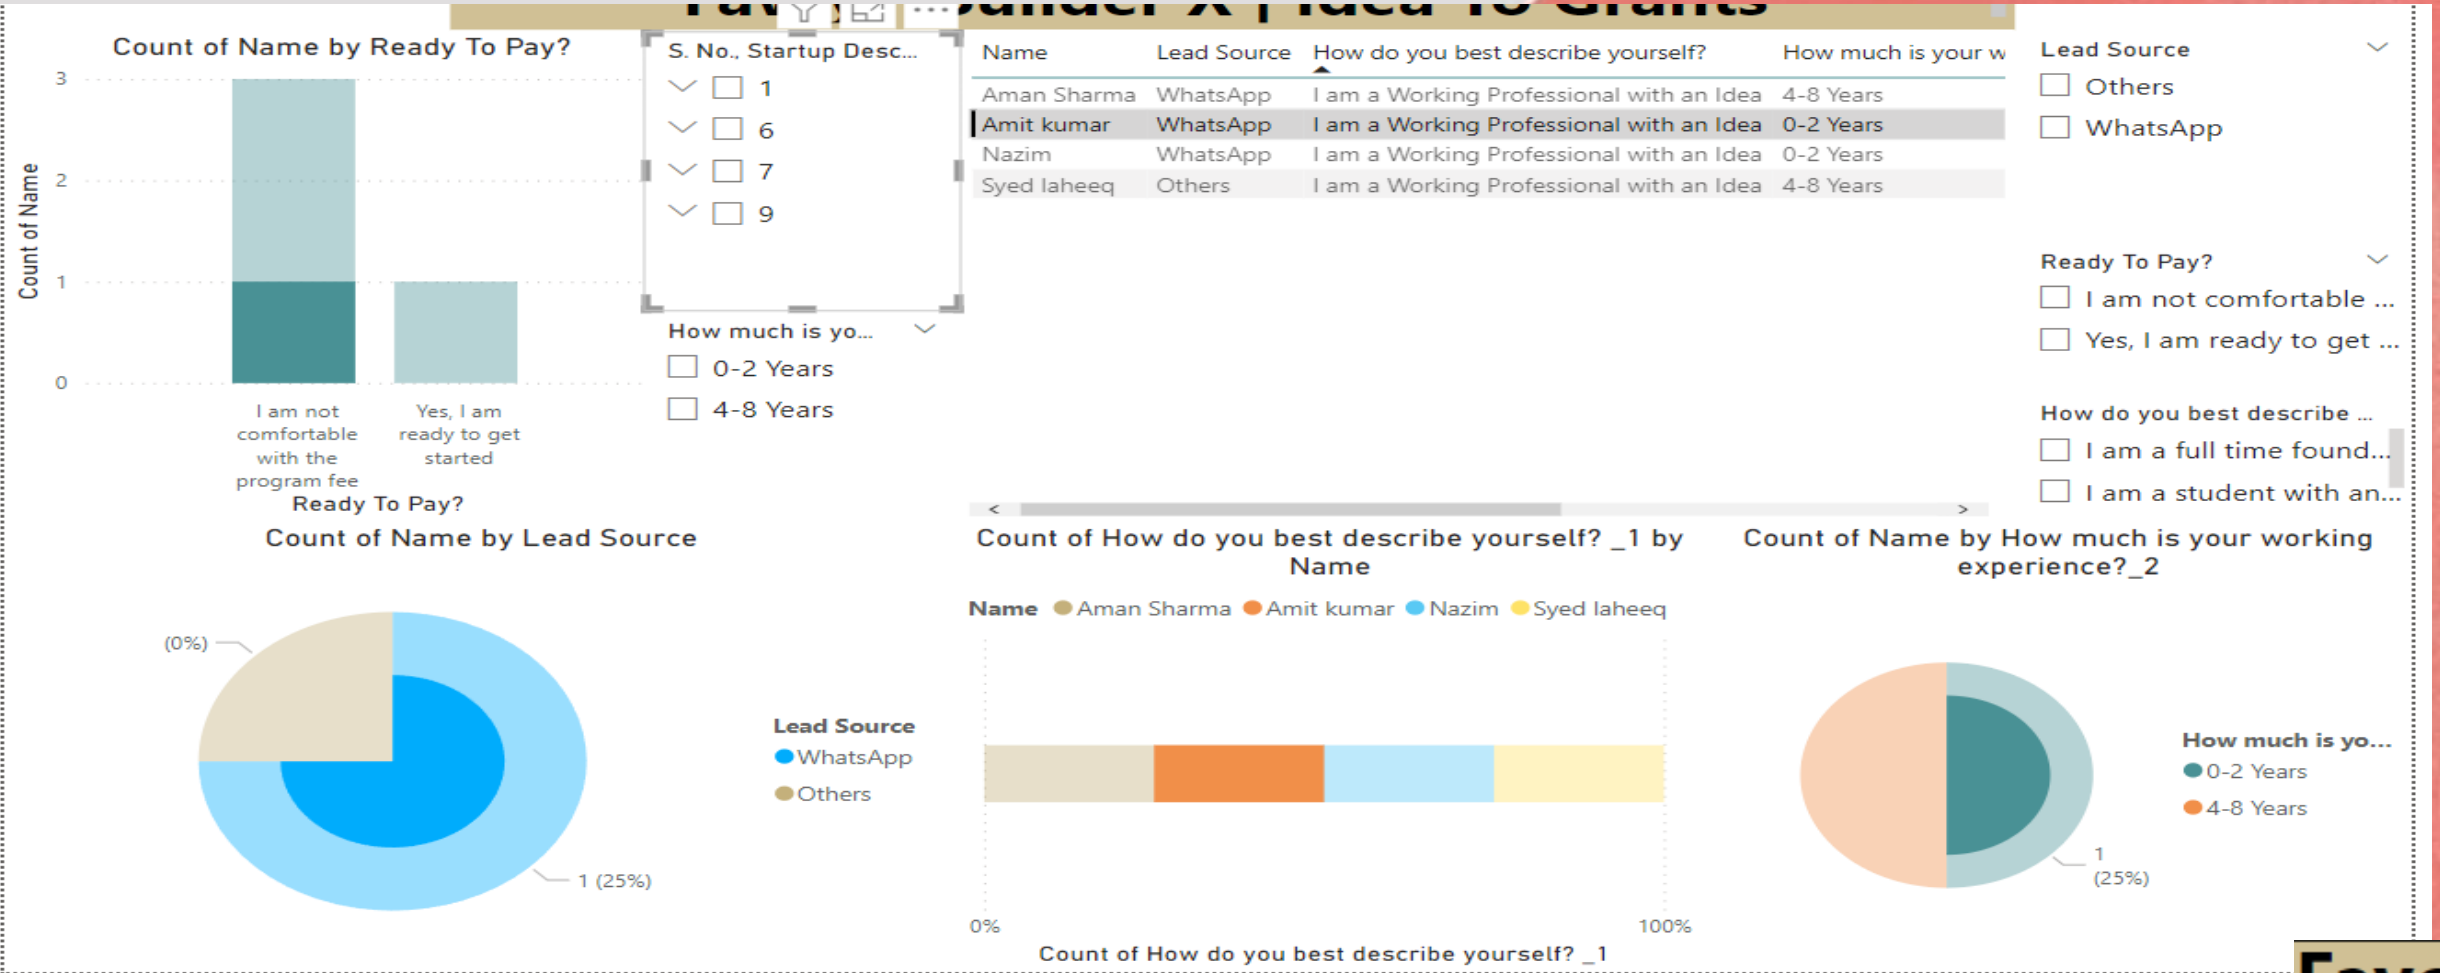 | Idea To Grants
Count of Name by Ready To Pay?
3
2
1
0
Count of Name
I am not
comfortable
with the
program fee
Yes, I am
ready to get
started
Ready To Pay?
S. No., Startup Desc...
1
6
7
9
How much is yo...
0-2 Years
4-8 Years
Name Lead Source How do you best describe yourself? How much is your w
Aman Sharma WhatsApp I am a Working Professional with an Idea 4-8 Years
Amit kumar WhatsApp I am a Working Professional with an Idea 0-2 Years
Nazim WhatsApp I am a Working Professional with an Idea 0-2 Years
Syed laheeq Others I am a Working Professional with an Idea 4-8 Years
Lead Source
Others
WhatsApp
Ready To Pay?
I am not comfortable ...
Yes, I am ready to get ...
How do you best describe ...
I am a full time found...
I am a student with an...
Count of Name by Lead Source
(0%)
1 (25%)
Lead Source
WhatsApp
Others
Count of How do you best describe yourself? _1 by
Name
Name Aman Sharma Amit kumar Nazim Syed laheeq
0% 100%
Count of How do you best describe yourself? _1
Count of Name by How much is your working
experience?_2
1
(25%)
How much is yo...
0-2 Years
4-8 Years